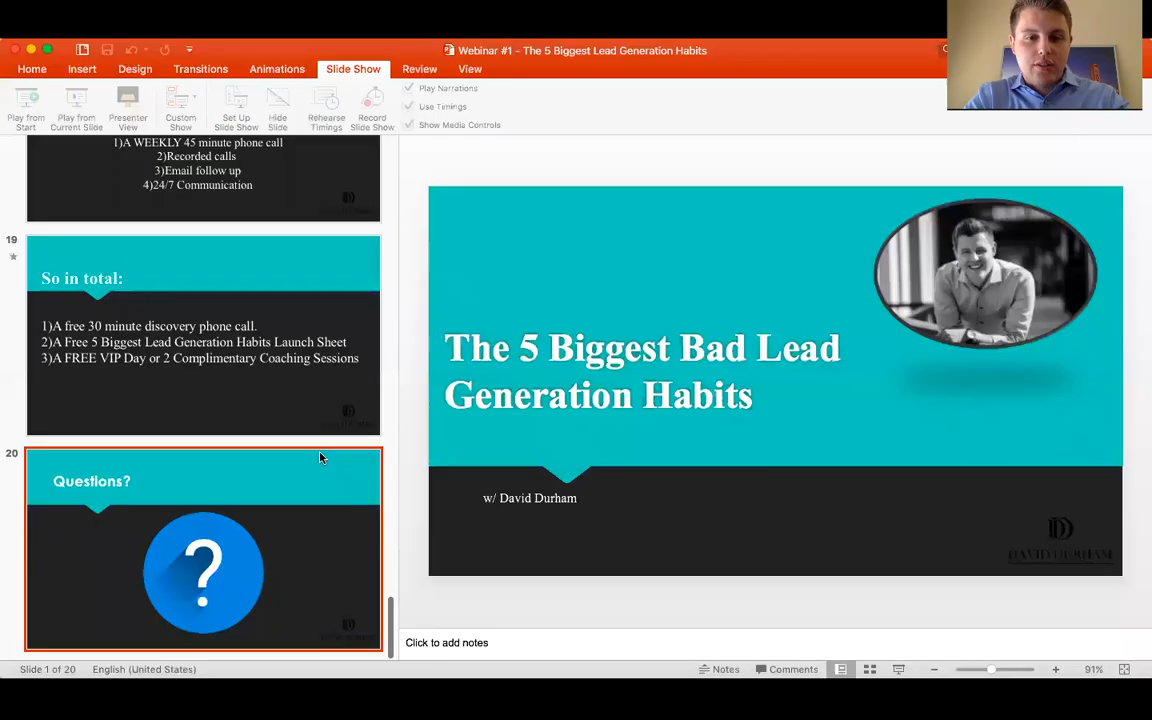 Webinar #1 - The 5 Biggest Lead Generation Habits
Home Insert Design Transitions Animations Slide Show Review View
Play from Start
Play from Current Slide
Presenter View
Custom Show
Set Up Slide Show
Hide Slide
Rehearse Timings
Record Slide Show
Play Narrations
Use Timings
Show Media Controls
1)A WEEKLY 45 minute phone call
2)Recorded calls
3)Email follow up
4)24/7 Communication
19
So in total:
1)A free 30 minute discovery phone call.
2)A Free 5 Biggest Lead Generation Habits Launch Sheet
3)A FREE VIP Day or 2 Complimentary Coaching Sessions
20
Questions?
?
The 5 Biggest Bad Lead
Generation Habits
w/ David Durham
DAVID DURHAM
Click to add notes
Slide 1 of 20 English (United States) Notes Comments 91%